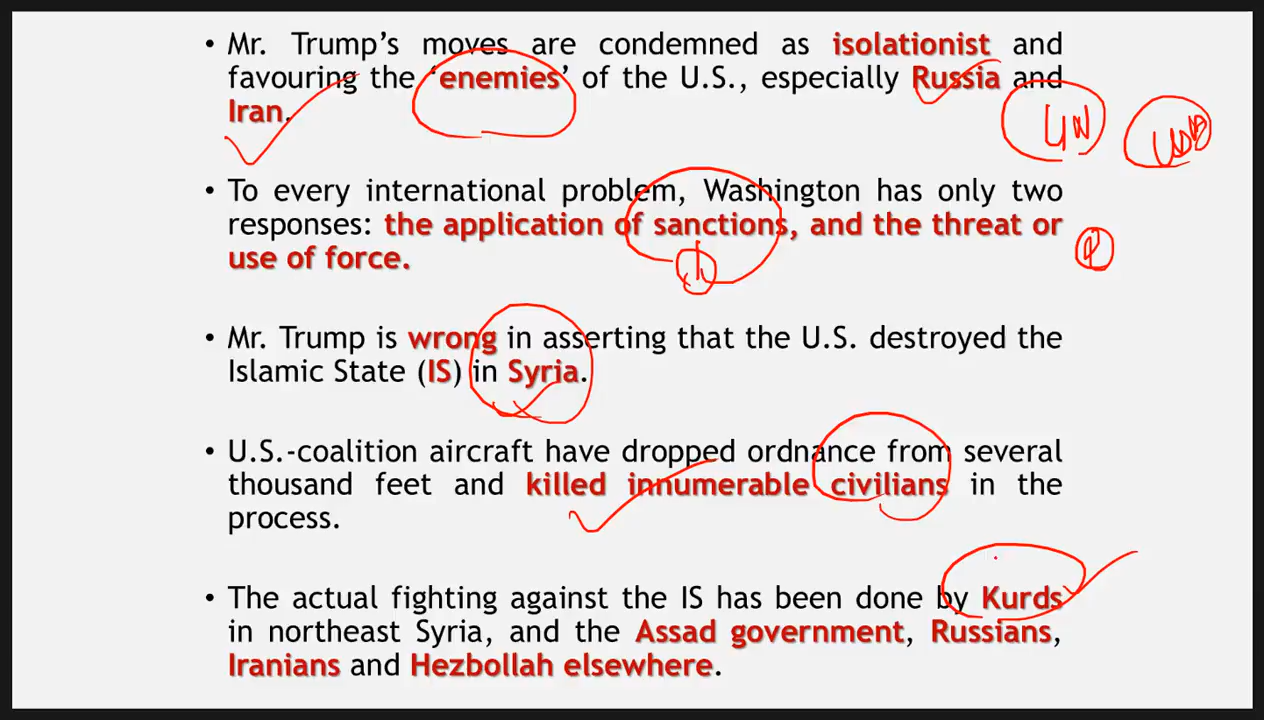 • Mr. Trump's moves are condemned as isolationist and
favouring the 'enemies' of the U.S., especially Russia and
Iran.
UN
• To every international problem, Washington has only two
responses: the application of sanctions, and the threat or
use of force.
• Mr. Trump is wrong in asserting that the U.S. destroyed the
Islamic State (IS) in Syria.
• U.S.-coalition aircraft have dropped ordnance from several
thousand feet and killed innumerable civilians in the
process.
• The actual fighting against the IS has been done by Kurds
in northeast Syria, and the Assad government, Russians,
Iranians and Hezbollah elsewhere.